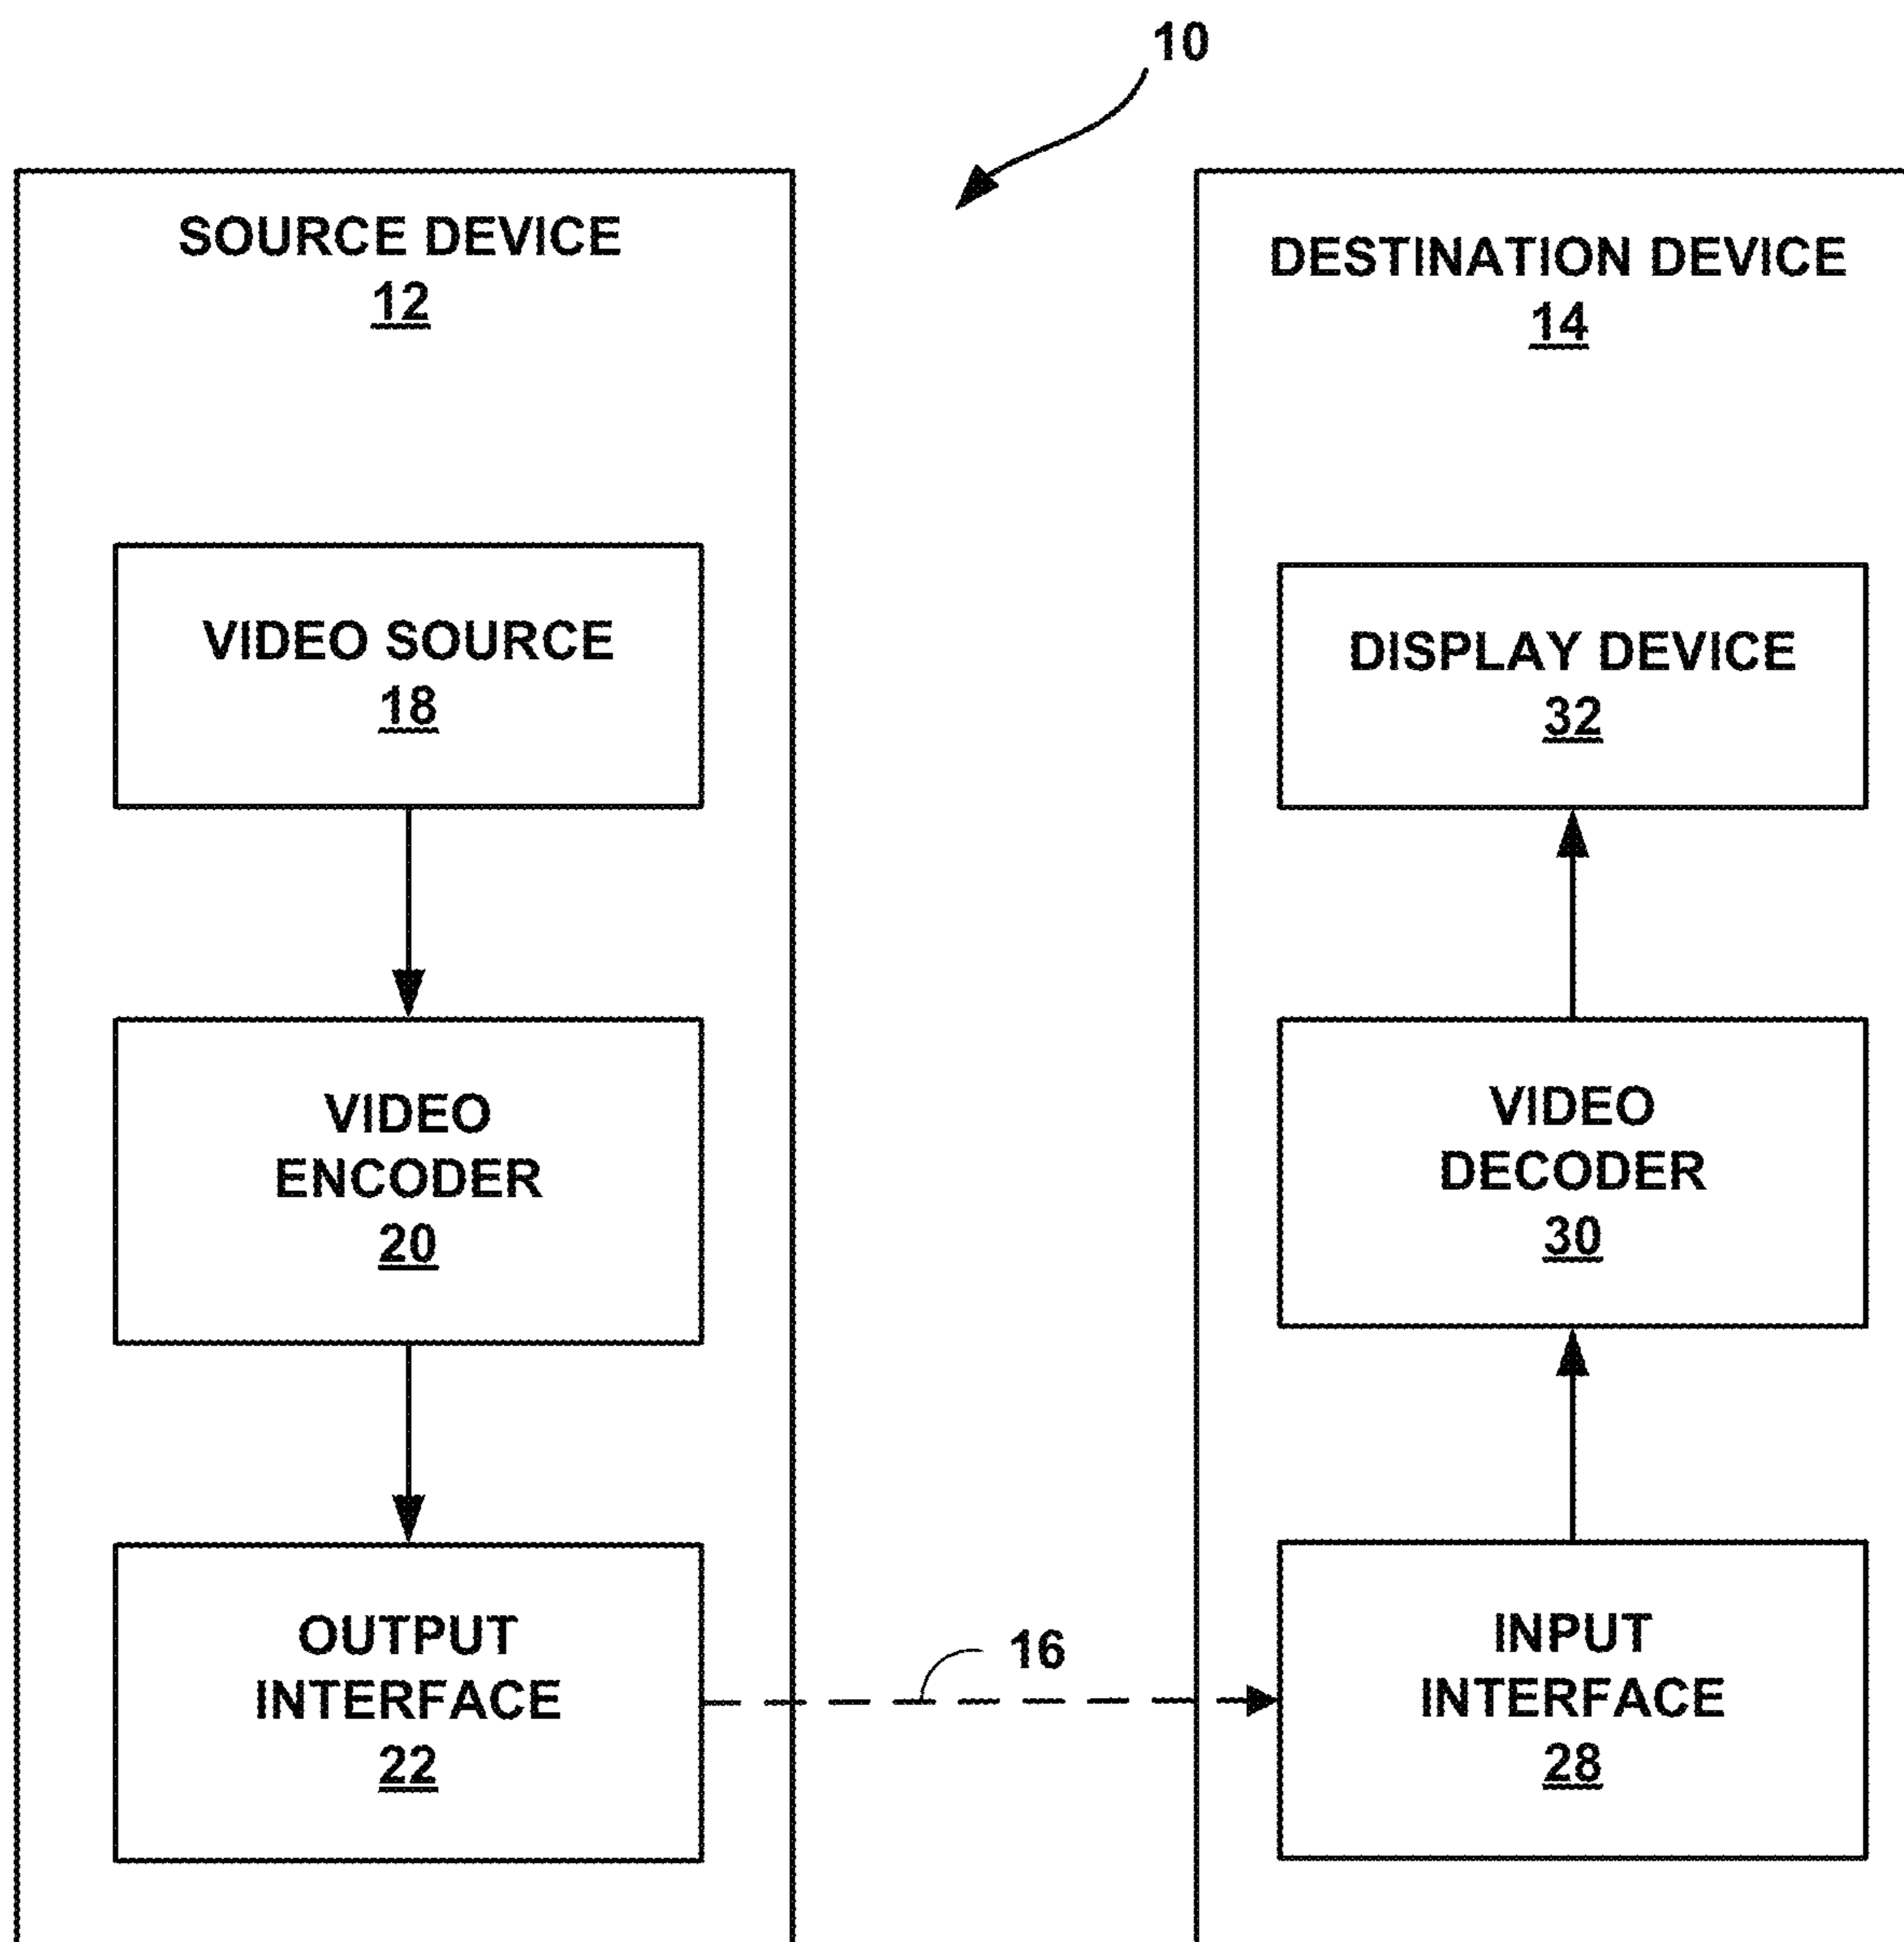 10
SOURCE DEVICE
12
VIDEO SOURCE
18
VIDEO
ENCODER
20
OUTPUT
INTERFACE
22
16
DESTINATION DEVICE
14
DISPLAY DEVICE
32
VIDEO
DECODER
30
INPUT
INTERFACE
28